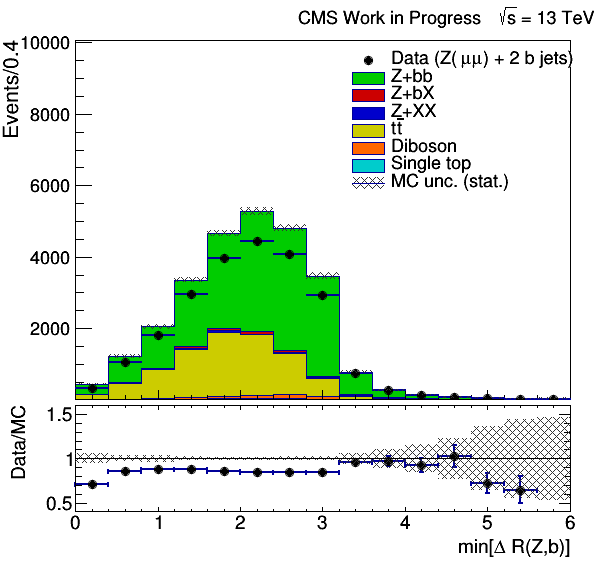 CMS Work in Progress √s = 13 TeV
Events/0.4
10000
8000
6000
4000
2000
Data (Z(μμ) + 2 b jets)
Z+bb
Z+bX
Z+XX
tt̄
Diboson
Single top
MC unc. (stat.)
Data/MC
1.5
1
0.5
0 1 2 3 4 5 6
min[Δ R(Z,b)]